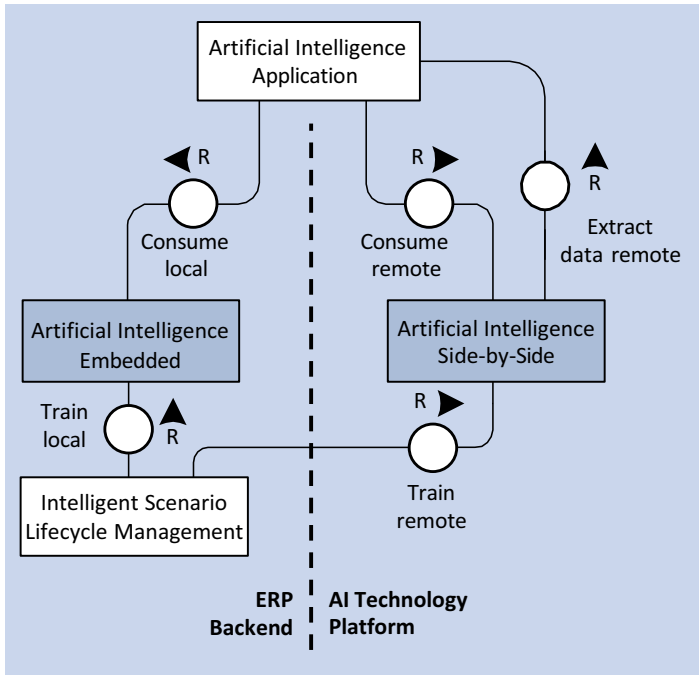 Artificial Intelligence
Application
R
Consume
local
R
Consume
remote
R
Extract
data remote
Artificial Intelligence
Embedded
Artificial Intelligence
Side-by-Side
Train
local
R
R
Train
remote
Intelligent Scenario
Lifecycle Management
ERP
Backend
AI Technology
Platform